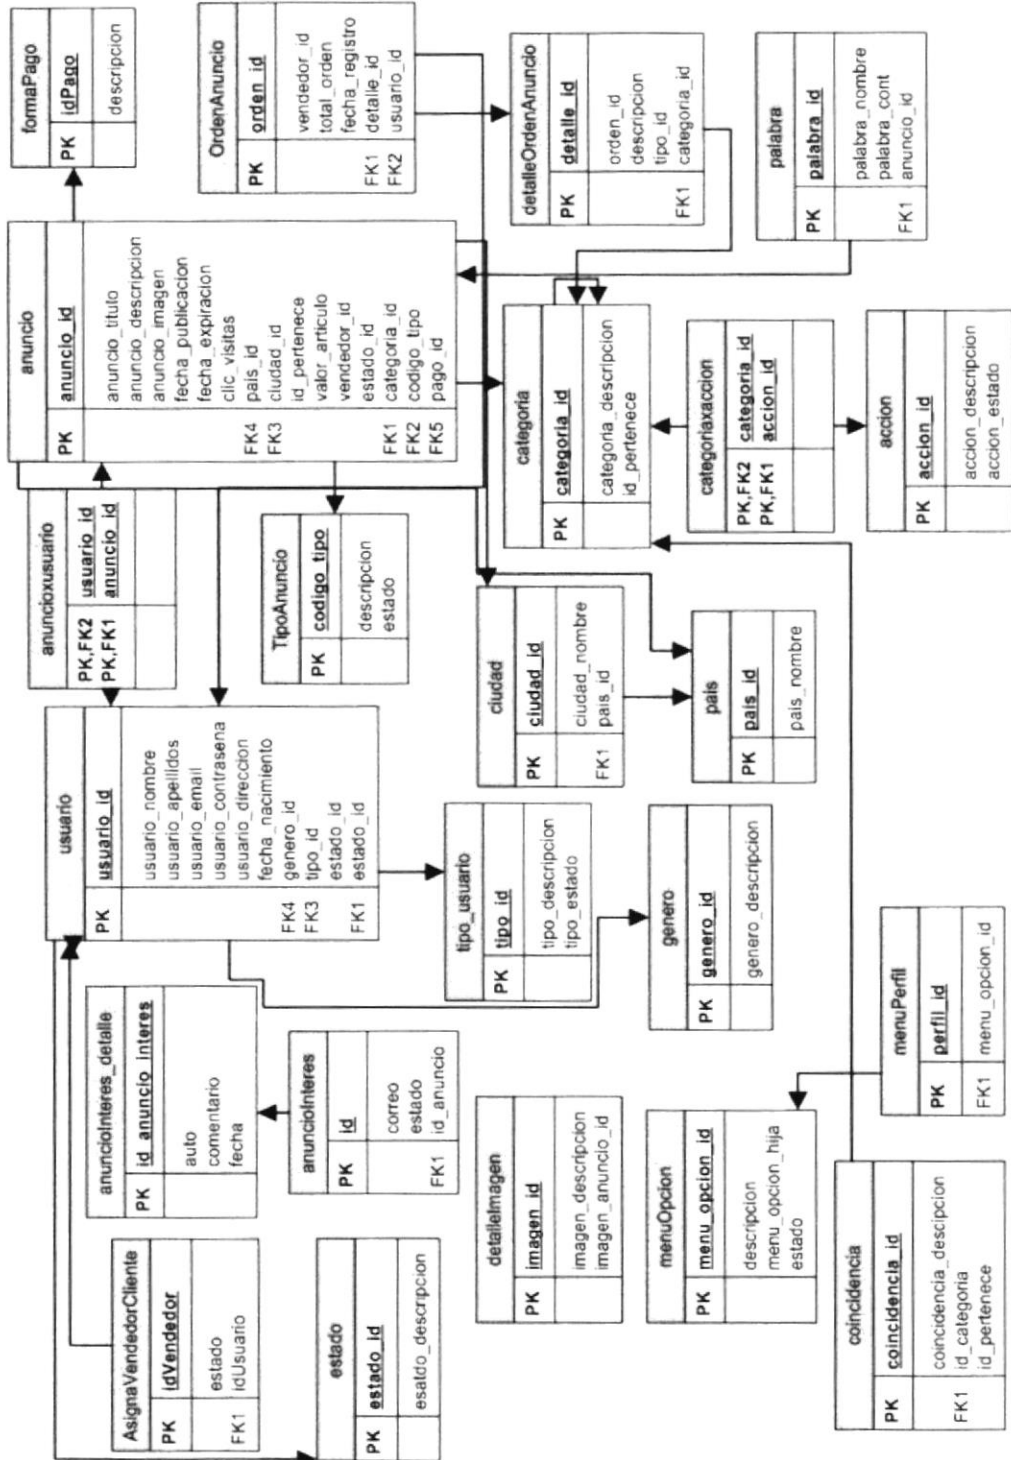 AsignaVendedorCliente
PK idVendedor
estado
FK1 idUsuario
anuncioInteres_detalle
PK id_anuncio_interes
auto
comentario
fecha
usuario
PK usuario_id
usuario_nombre
usuario_apellidos
usuario_email
usuario_contrasena
usuario_direccion
fecha_nacimiento
FK4 genero_id
FK3 tipo_id
estado_id
FK1 estado_id
anuncioxusuario
PK,FK2 usuario_id
PK,FK1 anuncio_id
anuncio
PK anuncio_id
anuncio_titulo
anuncio_descripcion
anuncio_imagen
fecha_publicacion
fecha_expiracion
clic_visitas
FK4 pais_id
FK3 ciudad_id
id_pertenece
valor_articulo
vendedor_id
estado_id
FK1 categoria_id
FK2 codigo_tipo
FK5 pago_id
formaPago
PK idPago
descripcion
estado
PK estado_id
esatdo_descripcion
anuncioInteres
PK id
correo
estado
FK1 id_anuncio
TipoAnuncio
PK codigo_tipo
descripcion
estado
OrdenAnuncio
PK orden_id
vendedor_id
total_orden
fecha_registro
FK1 detalle_id
FK2 usuario_id
detalleImagen
PK imagen_id
imagen_descripcion
imagen_anuncio_id
tipo_usuario
PK tipo_id
tipo_descripcion
tipo_estado
ciudad
PK ciudad_id
ciudad_nombre
FK1 pais_id
categoria
PK categoria_id
categoria_descripcion
id_pertenece
detalleOrdenAnuncio
PK detalle_id
orden_id
descripcion
tipo_id
FK1 categoria_id
menuOpcion
PK menu_opcion_id
descripcion
menu_opcion_hija
estado
genero
PK genero_id
genero_descripcion
pais
PK pais_id
pais_nombre
categoriaxaccion
PK,FK2 categoria_id
PK,FK1 accion_id
palabra
PK palabra_id
palabra_nombre
palabra_cont
FK1 anuncio_id
coincidencia
PK coincidencia_id
coincidencia_descipcion
FK1 id_categoria
id_pertenece
menuPerfil
PK perfil_id
FK1 menu_opcion_id
accion
PK accion_id
accion_descripcion
accion_estado